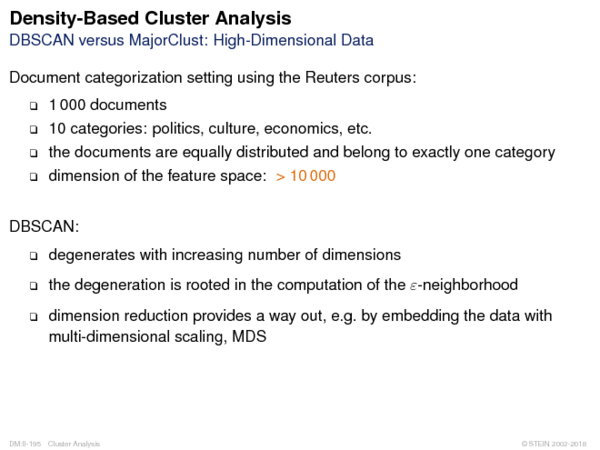 Density-Based Cluster Analysis
DBSCAN versus MajorClust: High-Dimensional Data
Document categorization setting using the Reuters corpus:
❑ 1 000 documents
❑ 10 categories: politics, culture, economics, etc.
❑ the documents are equally distributed and belong to exactly one category
❑ dimension of the feature space: > 10 000
DBSCAN:
❑ degenerates with increasing number of dimensions
❑ the degeneration is rooted in the computation of the ε-neighborhood
❑ dimension reduction provides a way out, e.g. by embedding the data with
multi-dimensional scaling, MDS
DM:II-195 Cluster Analysis
© STEIN 2002-2018